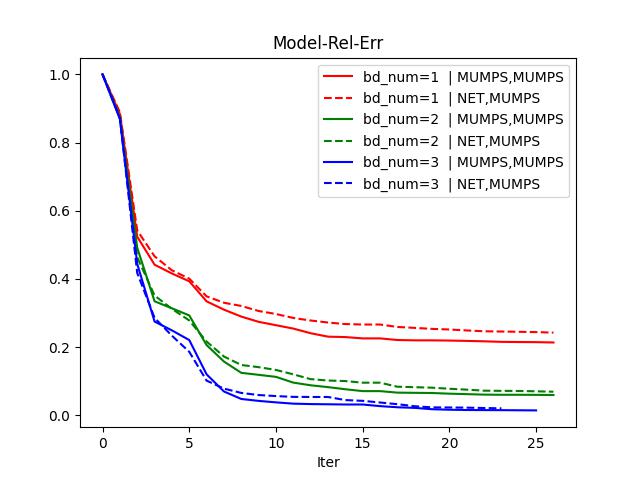 Model-Rel-Err
bd_num=1 | MUMPS,MUMPS
bd_num=1 | NET,MUMPS
bd_num=2 | MUMPS,MUMPS
bd_num=2 | NET,MUMPS
bd_num=3 | MUMPS,MUMPS
bd_num=3 | NET,MUMPS
1.0
0.8
0.6
0.4
0.2
0.0
0 5 10 15 20 25
Iter